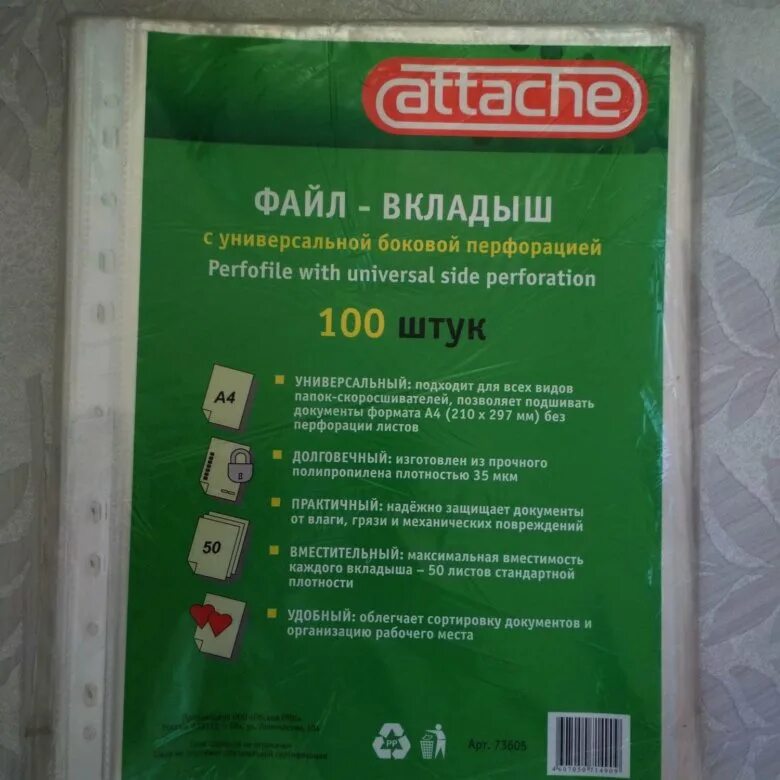 attache
ФАЙЛ - ВКЛАДЫШ
с универсальной боковой перфорацией
Perfofile with universal side perforation
100 штук
A4
УНИВЕРСАЛЬНЫЙ: подходит для всех видов
папок-скоросшивателей, позволяет подшивать
документы формата А4 (210 x 297 мм) без
перфорации листов
ДОЛГОВЕЧНЫЙ: изготовлен из прочного
полипропилена плотностью 35 мкм
8
ПРАКТИЧНЫЙ: надёжно защищает документы
от влаги, грязи и механических повреждений
50
ВМЕСТИТЕЛЬНЫЙ: максимальная вместимость
каждого вкладыша – 50 листов стандартной
плотности
УДОБНЫЙ: облегчает сортировку документов и
организацию рабочего места
PP
Арт. 73605